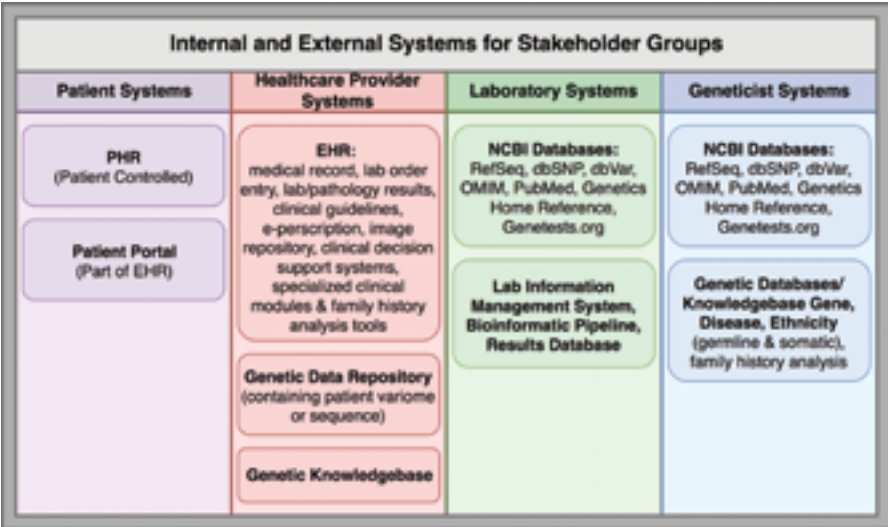 Internal and External Systems for Stakeholder Groups
Patient Systems
PHR
(Patient Controlled)
Patient Portal
(Part of EHR)
Healthcare Provider
Systems
EHR:
medical record, lab order
entry, lab/pathology results,
clinical guidelines,
e-perscription, image
repository, clinical decision
support systems,
specialized clinical
modules & family history
analysis tools
Genetic Data Repository
(containing patient variome
or sequence)
Genetic Knowledgebase
Laboratory Systems
NCBI Databases:
RefSeq, dbSNP, dbVar,
OMIM, PubMed, Genetics
Home Reference,
Genetests.org
Lab Information
Management System,
Bioinformatic Pipeline,
Results Database
Geneticist Systems
NCBI Databases:
RefSeq, dbSNP, dbVar,
OMIM, PubMed, Genetics
Home Reference,
Genetests.org
Genetic Databases/
Knowledgebase Gene,
Disease, Ethnicity
(germline & somatic),
family history analysis